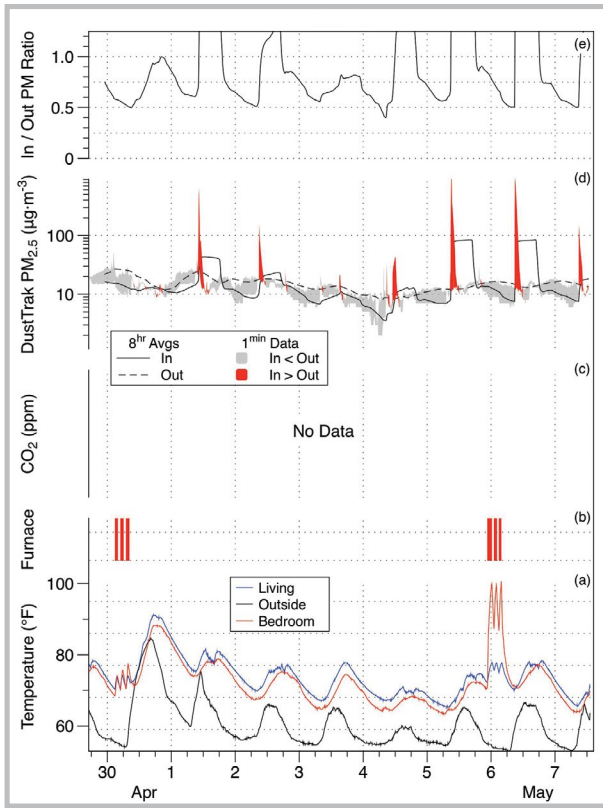 In / Out PM Ratio
1.0
0.5
0
(e)
DustTrak PM2.5 (µg·m-3)
100
10
(d)
8hr Avgs
In
Out
1min Data
In < Out
In > Out
CO2 (ppm)
(c)
No Data
Furnace
(b)
Temperature (°F)
100
80
60
(a)
Living
Outside
Bedroom
30 1 2 3 4 5 6 7
Apr May